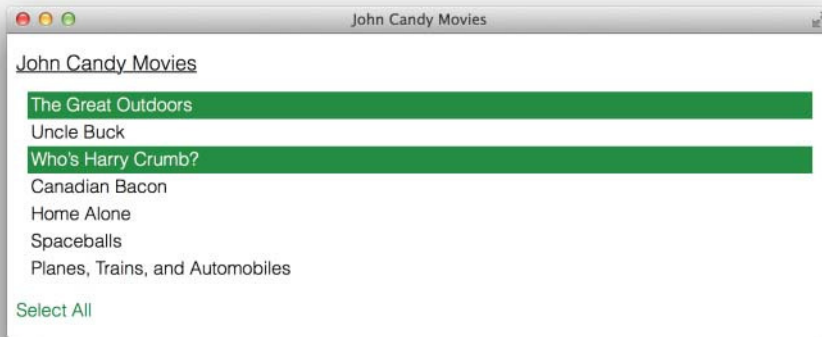 John Candy Movies
John Candy Movies
The Great Outdoors
Uncle Buck
Who's Harry Crumb?
Canadian Bacon
Home Alone
Spaceballs
Planes, Trains, and Automobiles
Select All